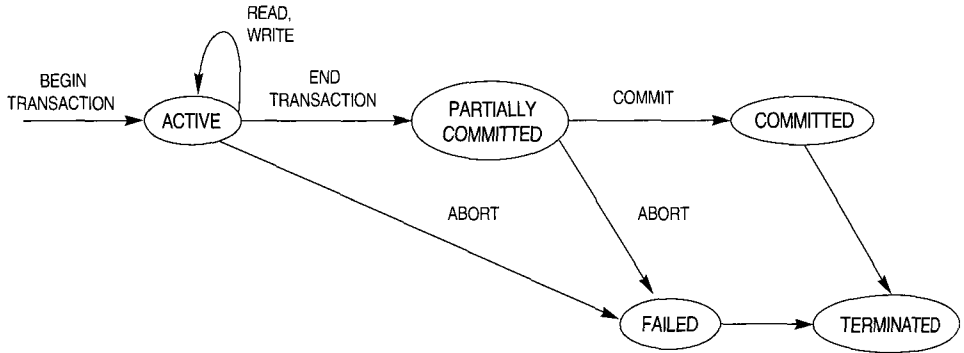 READ,
WRITE
BEGIN
TRANSACTION
END
TRANSACTION
ACTIVE
PARTIALLY
COMMITTED
COMMIT
COMMITTED
ABORT
ABORT
FAILED
TERMINATED